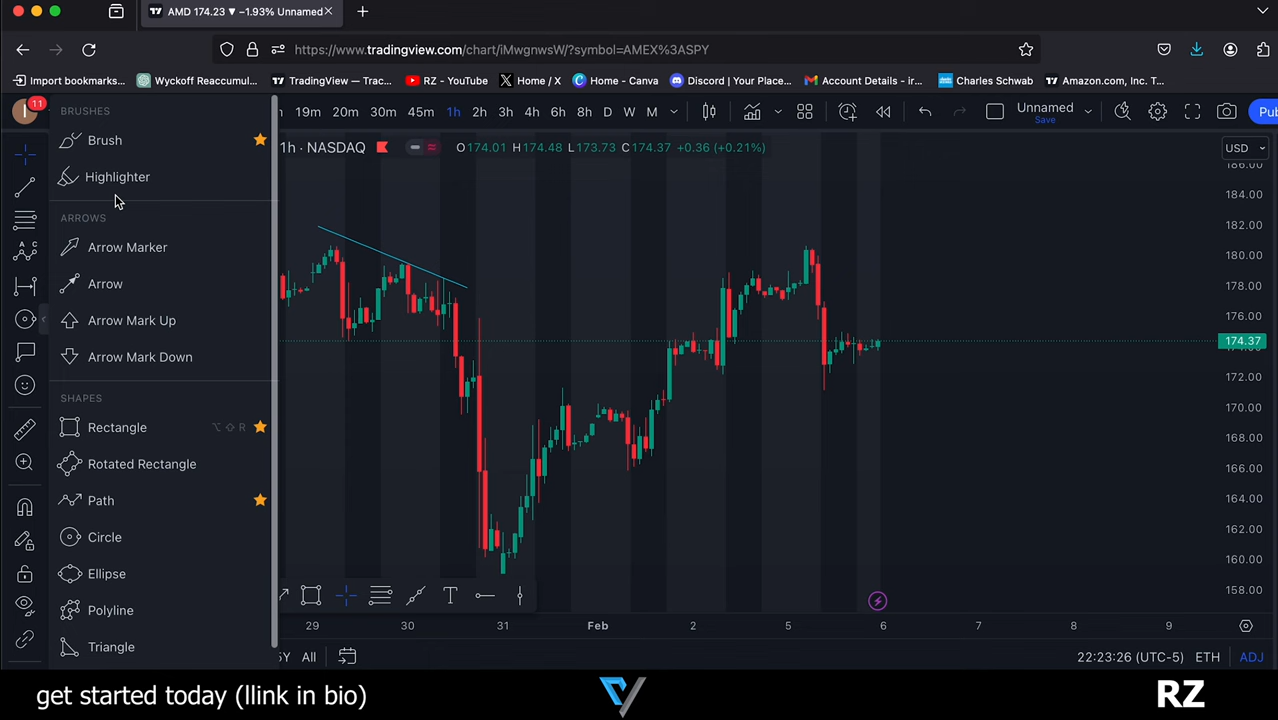 AMD 174.23 ▼ −1.93% Unnamed
https://www.tradingview.com/chart/iMwgnwsW/?symbol=AMEX%3ASPY
Import bookmarks...
Wyckoff Reaccumul...
TradingView — Trac...
RZ - YouTube
Home / X
Home - Canva
Discord | Your Place...
Account Details - ir...
Charles Schwab
Amazon.com, Inc. T...
11
I
19m 20m 30m 45m 1h 2h 3h 4h 6h 8h D W M
Unnamed
Save
Pub
1h · NASDAQ
O174.01 H174.48 L173.73 C174.37 +0.36 (+0.21%)
USD
BRUSHES
Brush
Highlighter
ARROWS
Arrow Marker
Arrow
Arrow Mark Up
Arrow Mark Down
SHAPES
Rectangle
⌥ ⇧ R
Rotated Rectangle
Path
Circle
Ellipse
Polyline
Triangle
186.00
184.00
182.00
180.00
178.00
176.00
174.37
172.00
170.00
168.00
166.00
164.00
162.00
160.00
158.00
29 30 31 Feb 2 5 6 7 8 9
5Y All
22:23:26 (UTC-5) ETH ADJ
get started today (llink in bio)
RZ